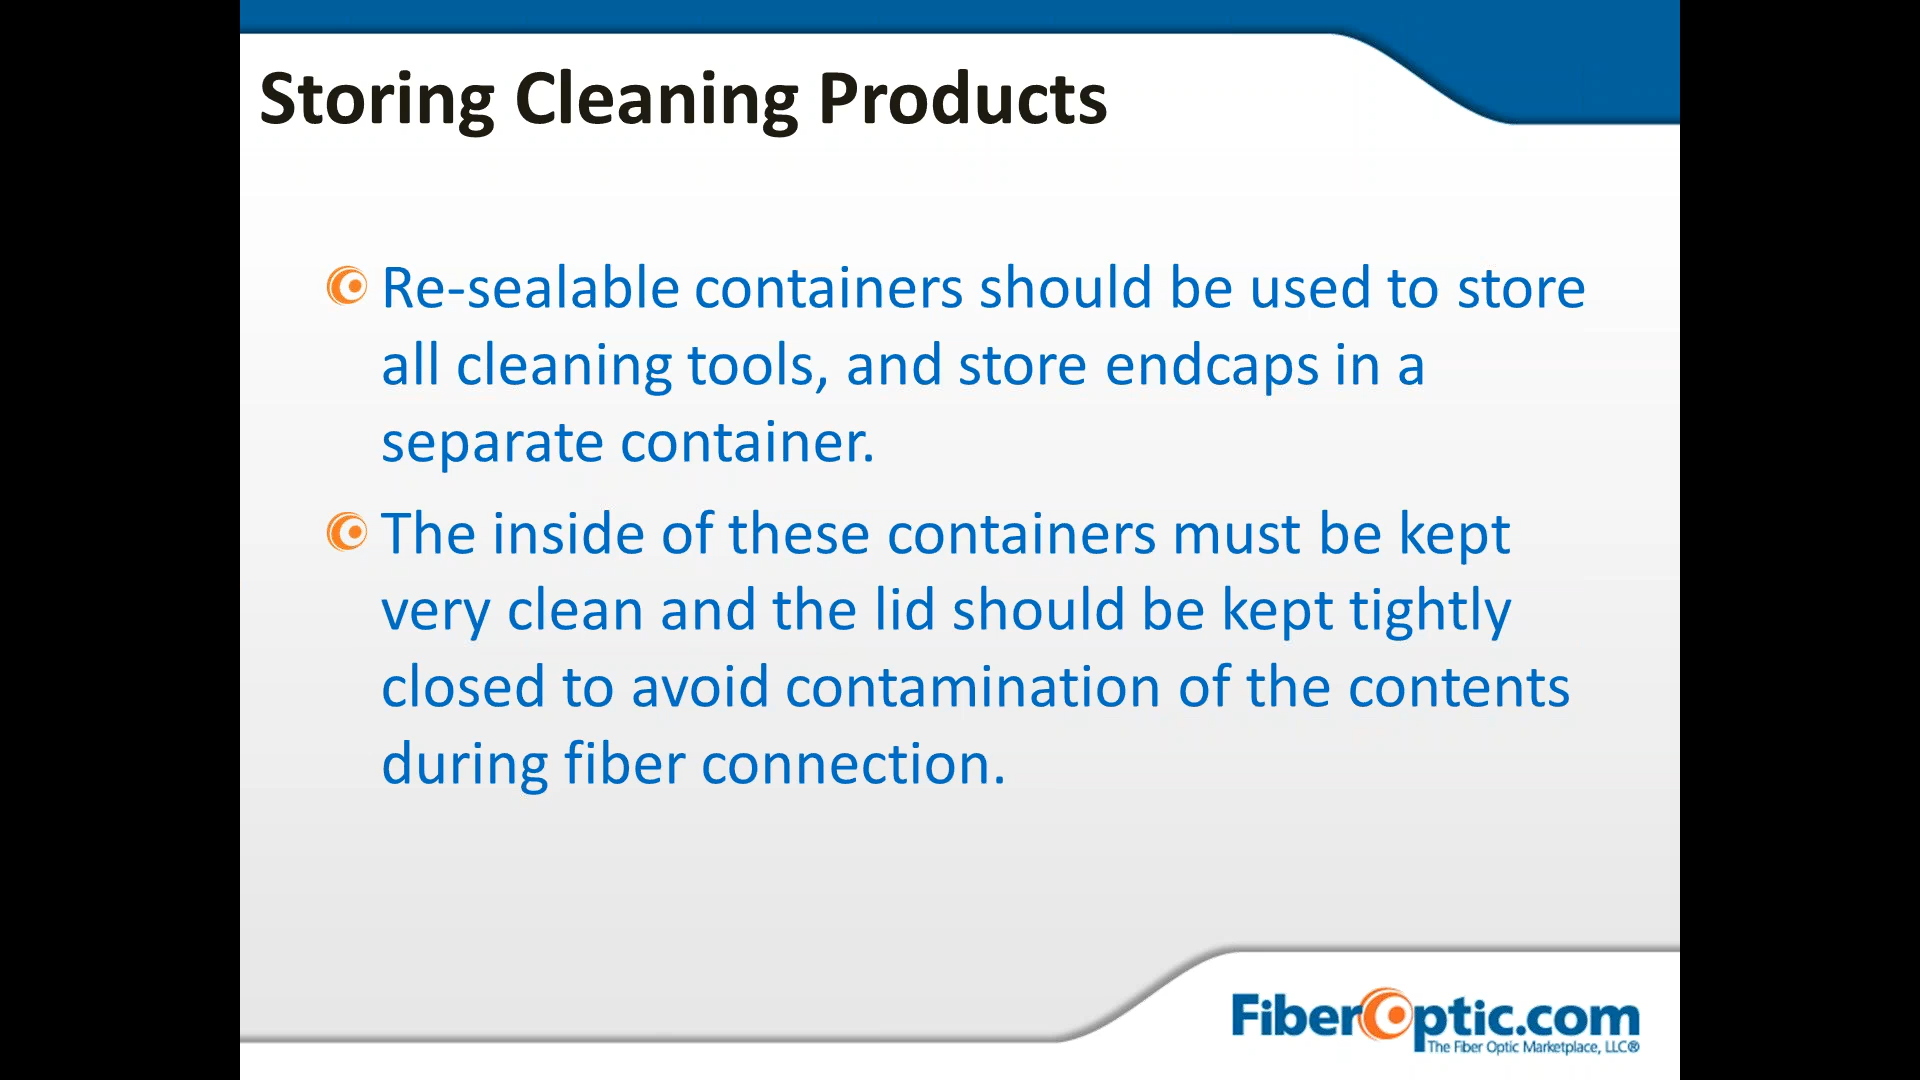 Storing Cleaning Products
Re-sealable containers should be used to store
all cleaning tools, and store endcaps in a
separate container.
The inside of these containers must be kept
very clean and the lid should be kept tightly
closed to avoid contamination of the contents
during fiber connection.
FiberOptic.com
The Fiber Optic Marketplace, LLC®